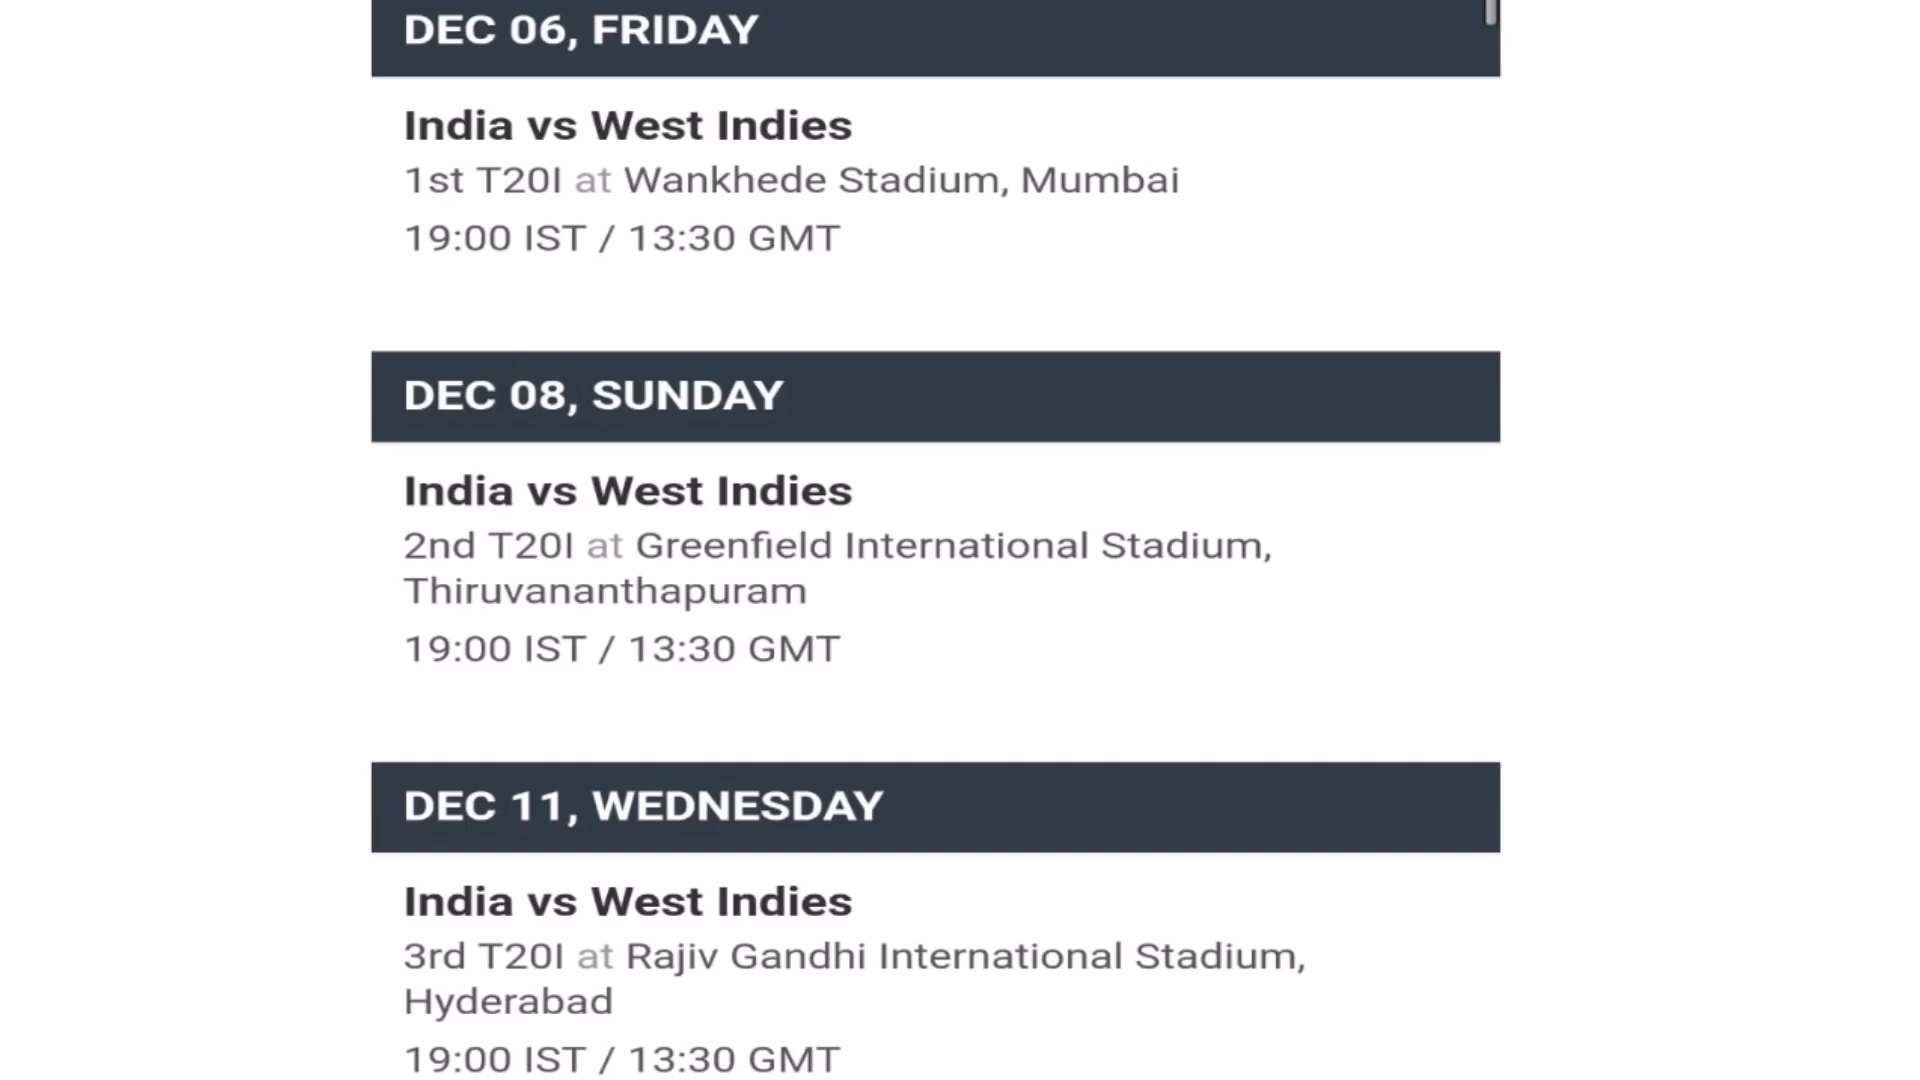 DEC 06, FRIDAY
India vs West Indies
1st T20I at Wankhede Stadium, Mumbai
19:00 IST / 13:30 GMT
DEC 08, SUNDAY
India vs West Indies
2nd T20I at Greenfield International Stadium,
Thiruvananthapuram
19:00 IST / 13:30 GMT
DEC 11, WEDNESDAY
India vs West Indies
3rd T20I at Rajiv Gandhi International Stadium,
Hyderabad
19:00 IST / 13:30 GMT